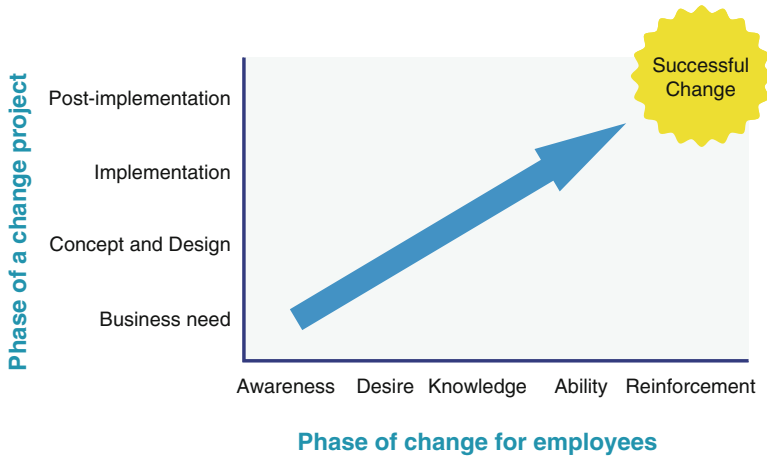 Successful
Change
Phase of a change project
Post-implementation
Implementation
Concept and Design
Business need
Awareness Desire Knowledge Ability Reinforcement
Phase of change for employees